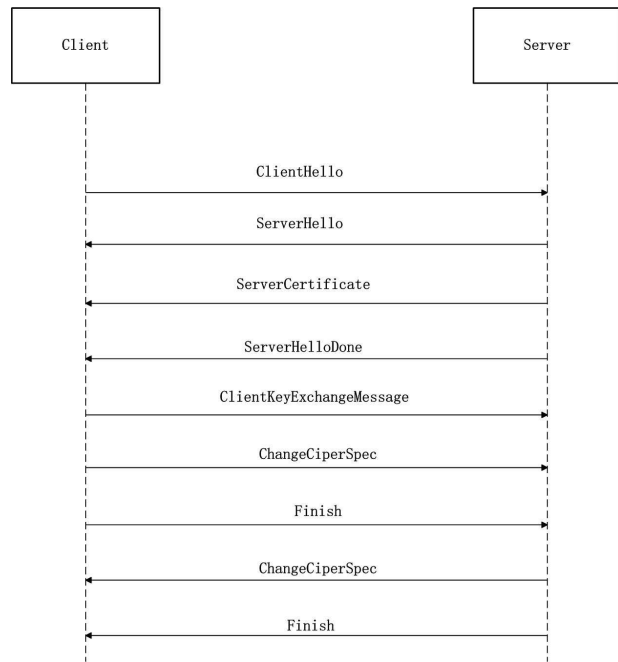 Client
Server
ClientHello
ServerHello
ServerCertificate
ServerHelloDone
ClientKeyExchangeMessage
ChangeCiperSpec
Finish
ChangeCiperSpec
Finish